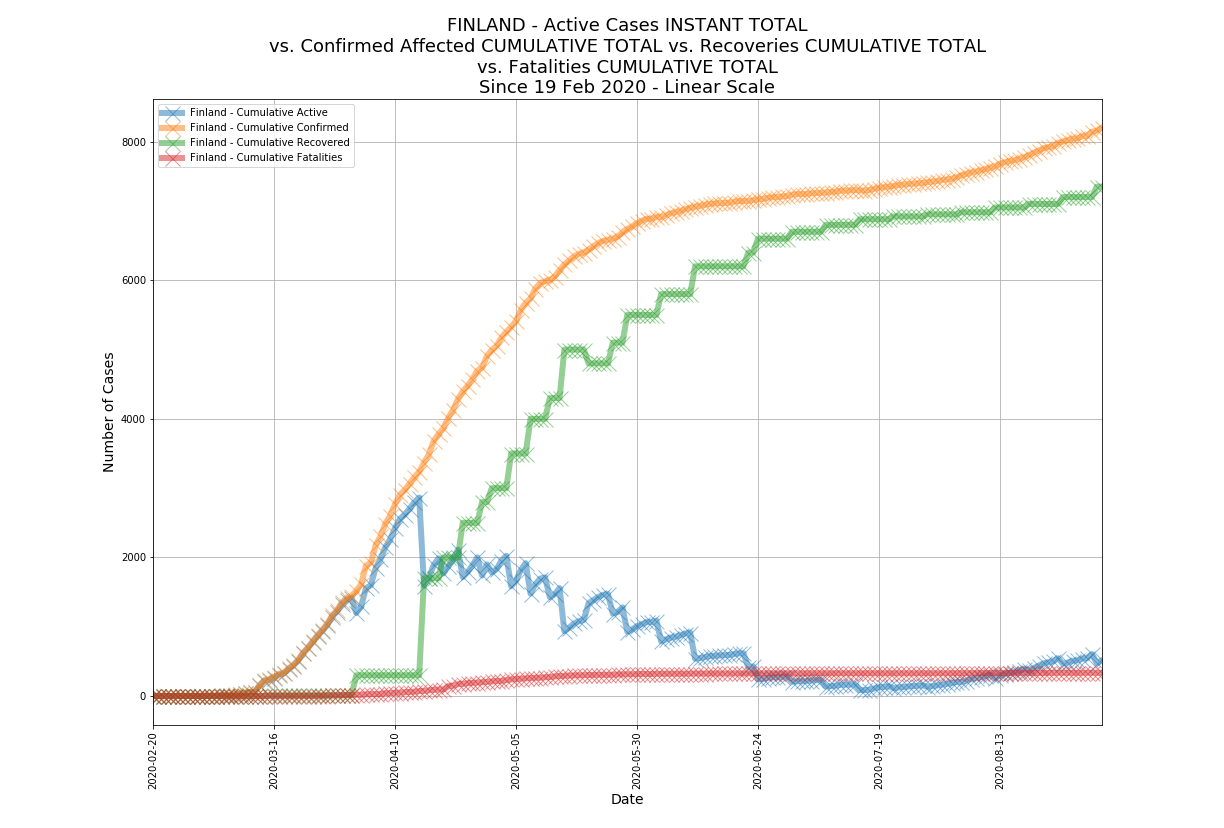 FINLAND - Active Cases INSTANT TOTAL
vs. Confirmed Affected CUMULATIVE TOTAL vs. Recoveries CUMULATIVE TOTAL
vs. Fatalities CUMULATIVE TOTAL
Since 19 Feb 2020 - Linear Scale
Finland - Cumulative Active
Finland - Cumulative Confirmed
Finland - Cumulative Recovered
Finland - Cumulative Fatalities
Number of Cases
8000
6000
4000
2000
0
2020-02-20
2020-03-16
2020-04-10
2020-05-05
2020-05-30
2020-06-24
2020-07-19
2020-08-13
Date